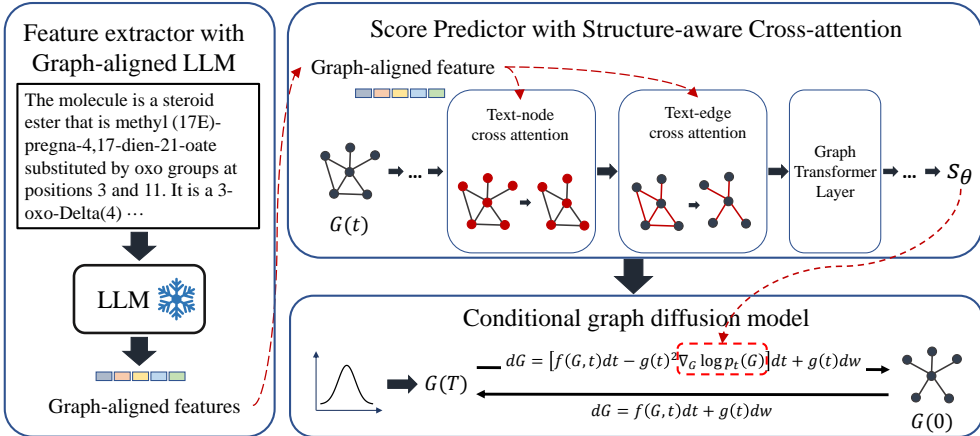 Feature extractor with
Graph-aligned LLM
The molecule is a steroid
ester that is methyl (17E)-
pregna-4,17-dien-21-oate
substituted by oxo groups at
positions 3 and 11. It is a 3-
oxo-Delta(4) ⋯
LLM
Graph-aligned features
Score Predictor with Structure-aware Cross-attention
Graph-aligned feature
G(t)
...
Text-node
cross attention
Text-edge
cross attention
Graph
Transformer
Layer
...
s_θ
Conditional graph diffusion model
G(T)
dG = [f(G,t)dt − g(t)²∇_G log p_t(G)]dt + g(t)dw
dG = f(G,t)dt + g(t)dw
G(0)